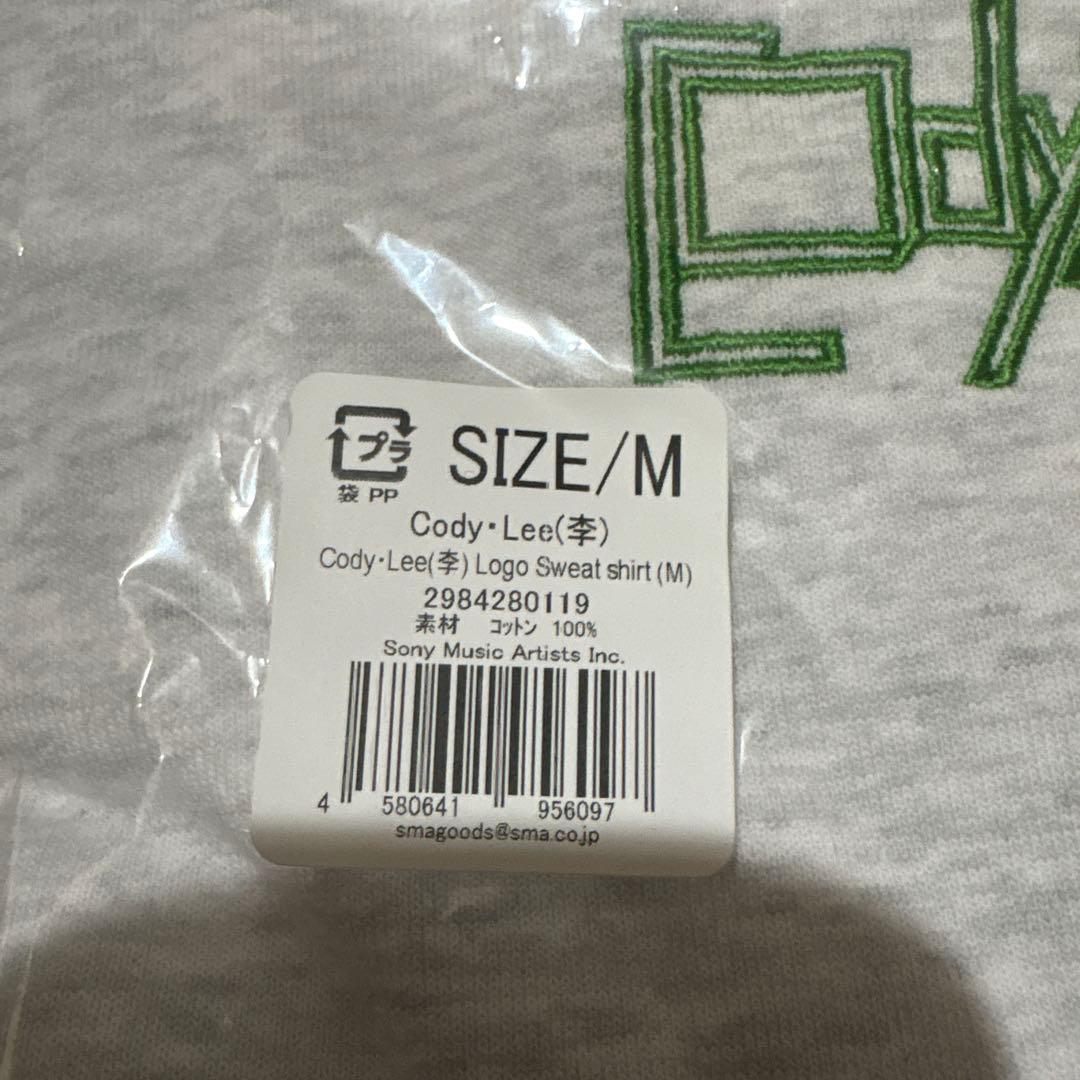 Cody
プラ
袋 PP
SIZE/M
Cody・Lee(李)
Cody・Lee(李) Logo Sweat shirt (M)
2984280119
素材 コットン 100%
Sony Music Artists Inc.
4 580641 956097
smagoods@sma.co.jp